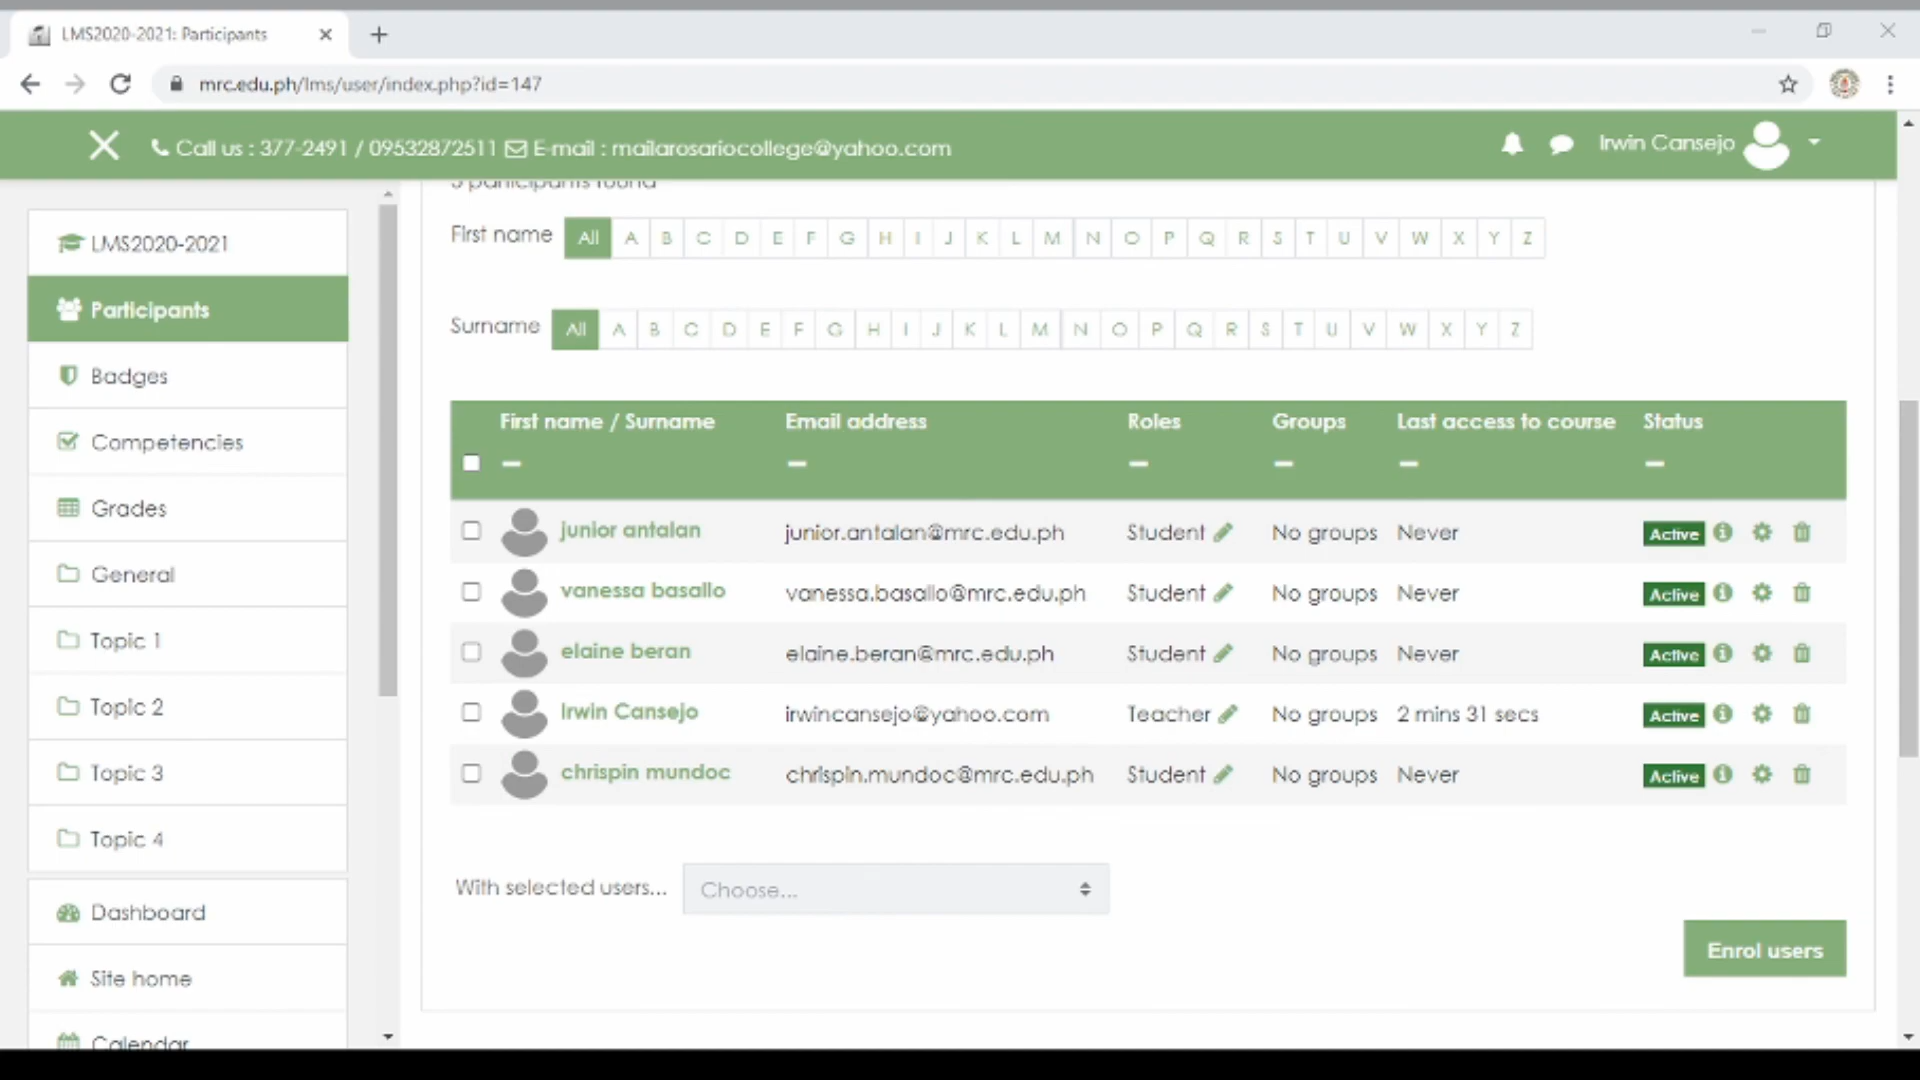 LMS2020-2021: Participants
mrc.edu.ph/lms/user/index.php?id=147
Call us : 377-2491 / 09532872511 E-mail : mailarosariocollege@yahoo.com
Irwin Cansejo
5 participants found
LMS2020-2021
Participants
Badges
Competencies
Grades
General
Topic 1
Topic 2
Topic 3
Topic 4
Dashboard
Site home
Calendar
First name All A B C D E F G H I J K L M N O P Q R S T U V W X Y Z
Surname All A B C D E F G H I J K L M N O P Q R S T U V W X Y Z
First name / Surname Email address Roles Groups Last access to course Status
junior antalan junior.antalan@mrc.edu.ph Student No groups Never Active
vanessa basallo vanessa.basallo@mrc.edu.ph Student No groups Never Active
elaine beran elaine.beran@mrc.edu.ph Student No groups Never Active
Irwin Cansejo irwincansejo@yahoo.com Teacher No groups 2 mins 31 secs Active
chrispin mundoc chrispin.mundoc@mrc.edu.ph Student No groups Never Active
With selected users... Choose...
Enrol users